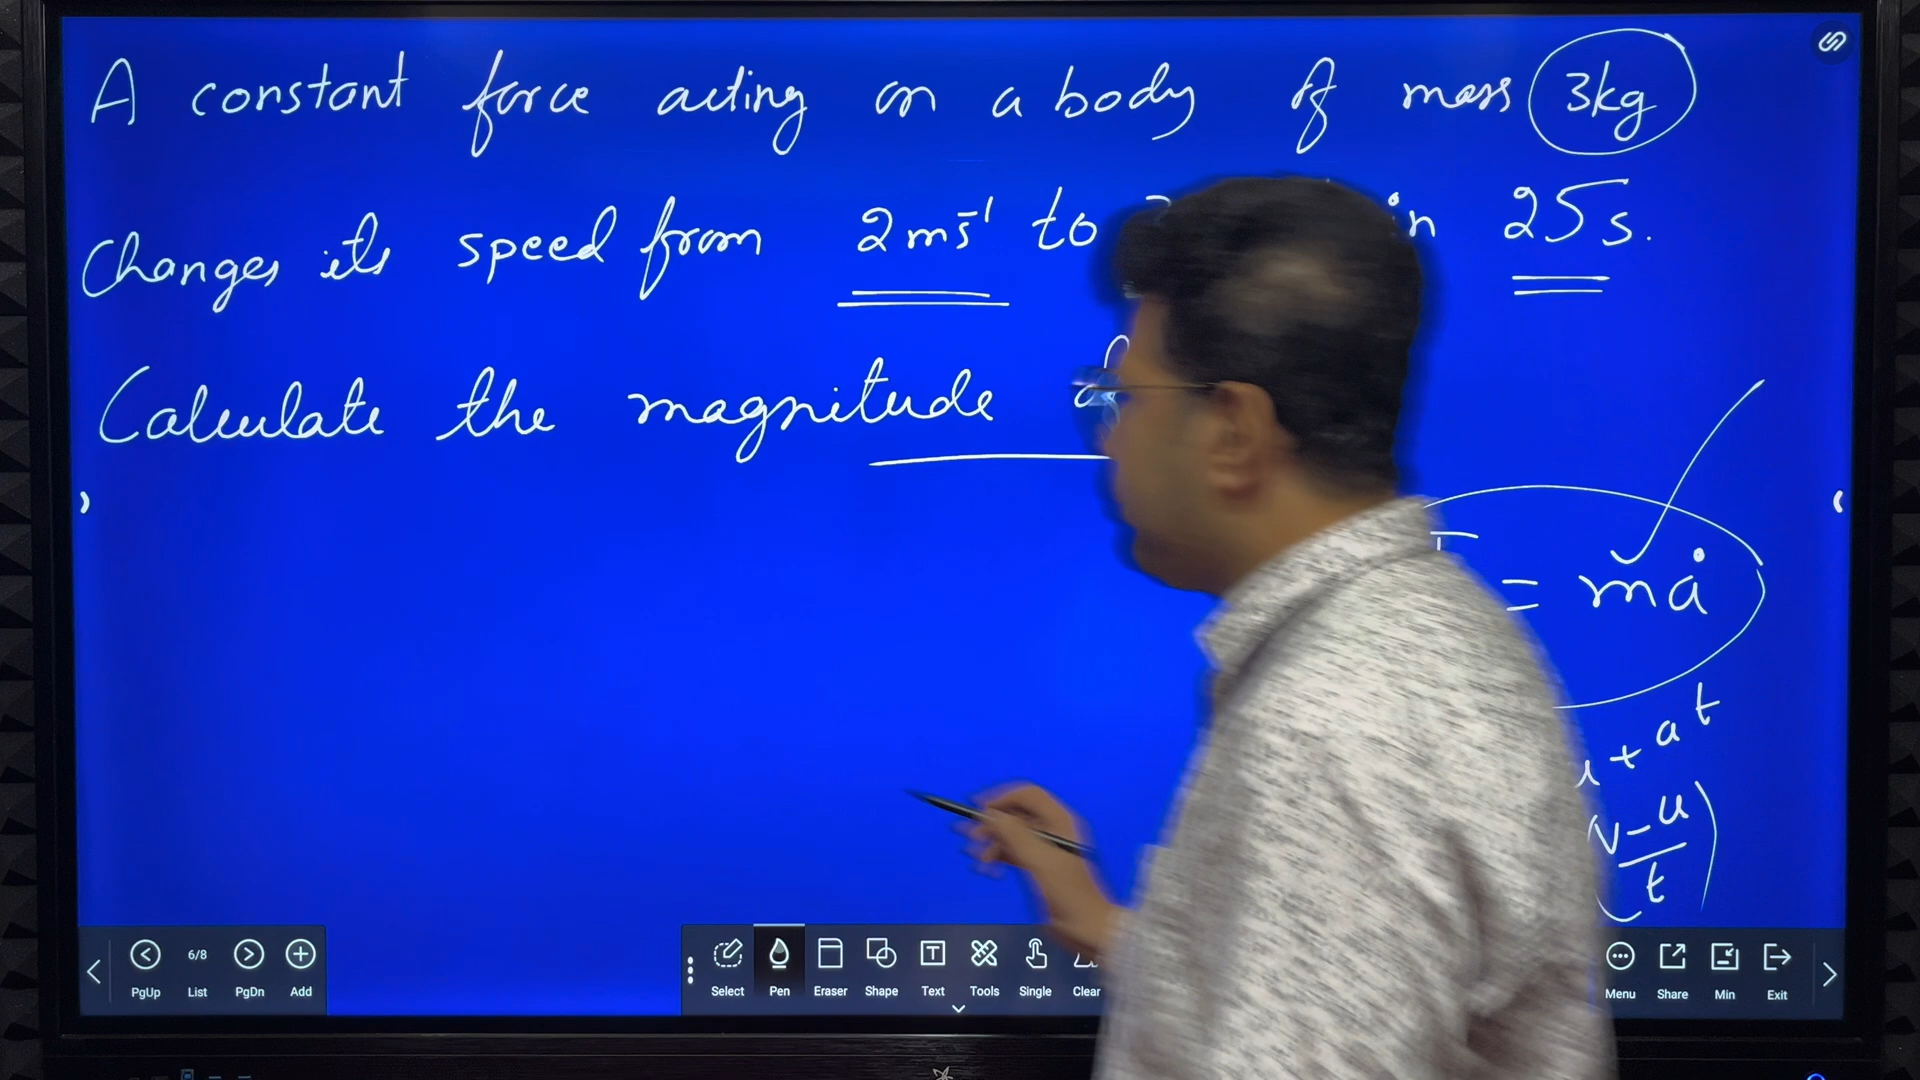 A constant force acting on a body of mass 3kg
Changes its speed from 2ms⁻¹ to in 25s.
Calculate the magnitude
= ma
u + at
v-u
t
6/8
PgUp List PgDn Add
Select Pen Eraser Shape Text Tools Single Clear
Menu Share Min Exit